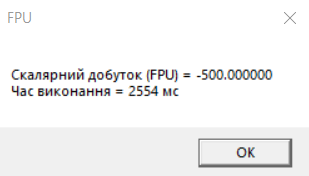 FPU
Скалярний добуток (FPU) = -500.000000
Час виконання = 2554 мс
OK